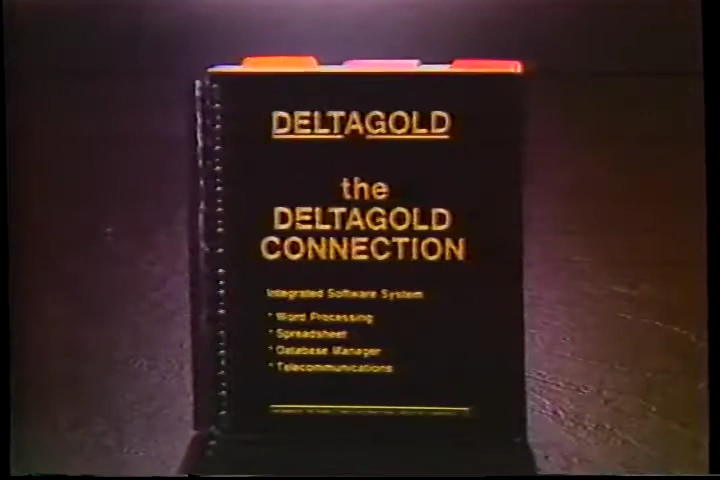 DELTAGOLD
the
DELTAGOLD
CONNECTION
Integrated Software System
* Word Processing
* Spreadsheet
* Database Manager
* Telecommunications